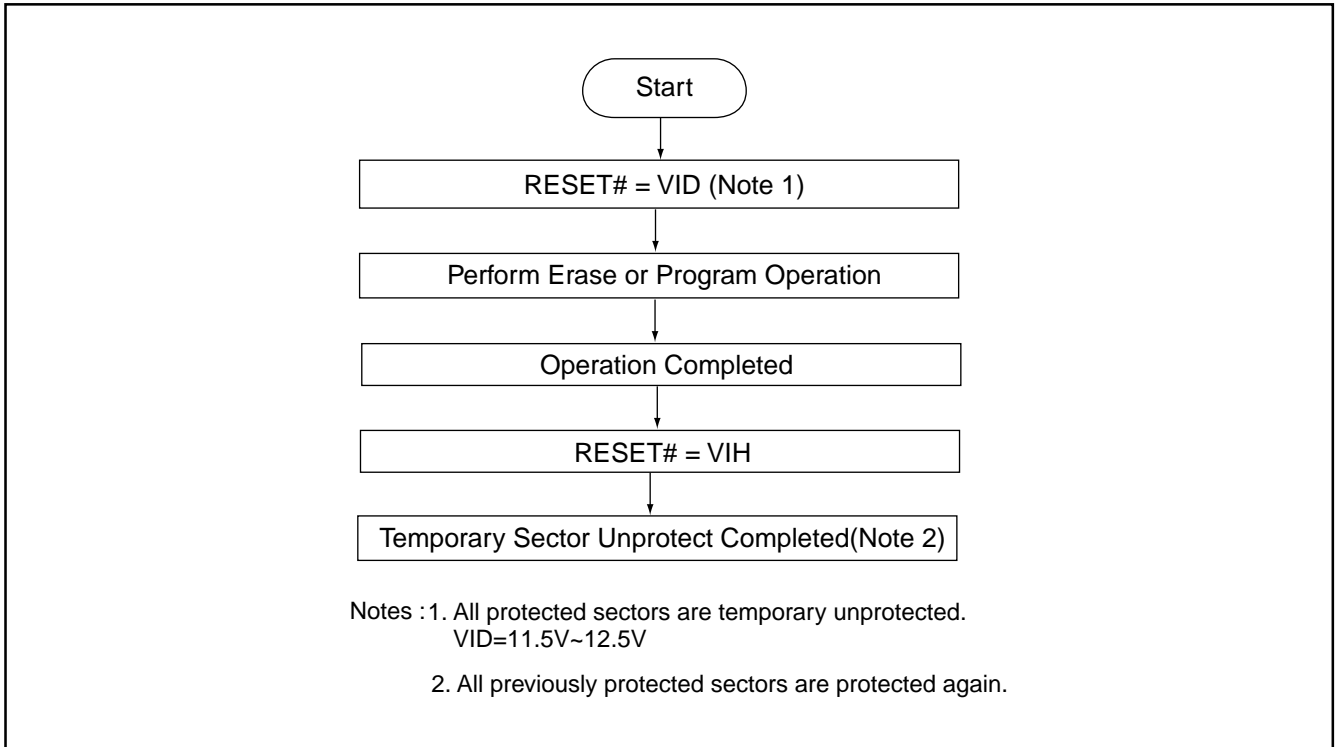 Start
RESET# = VID (Note 1)
Perform Erase or Program Operation
Operation Completed
RESET# = VIH
Temporary Sector Unprotect Completed(Note 2)
Notes : 1. All protected sectors are temporary unprotected.
VID=11.5V~12.5V
2. All previously protected sectors are protected again.